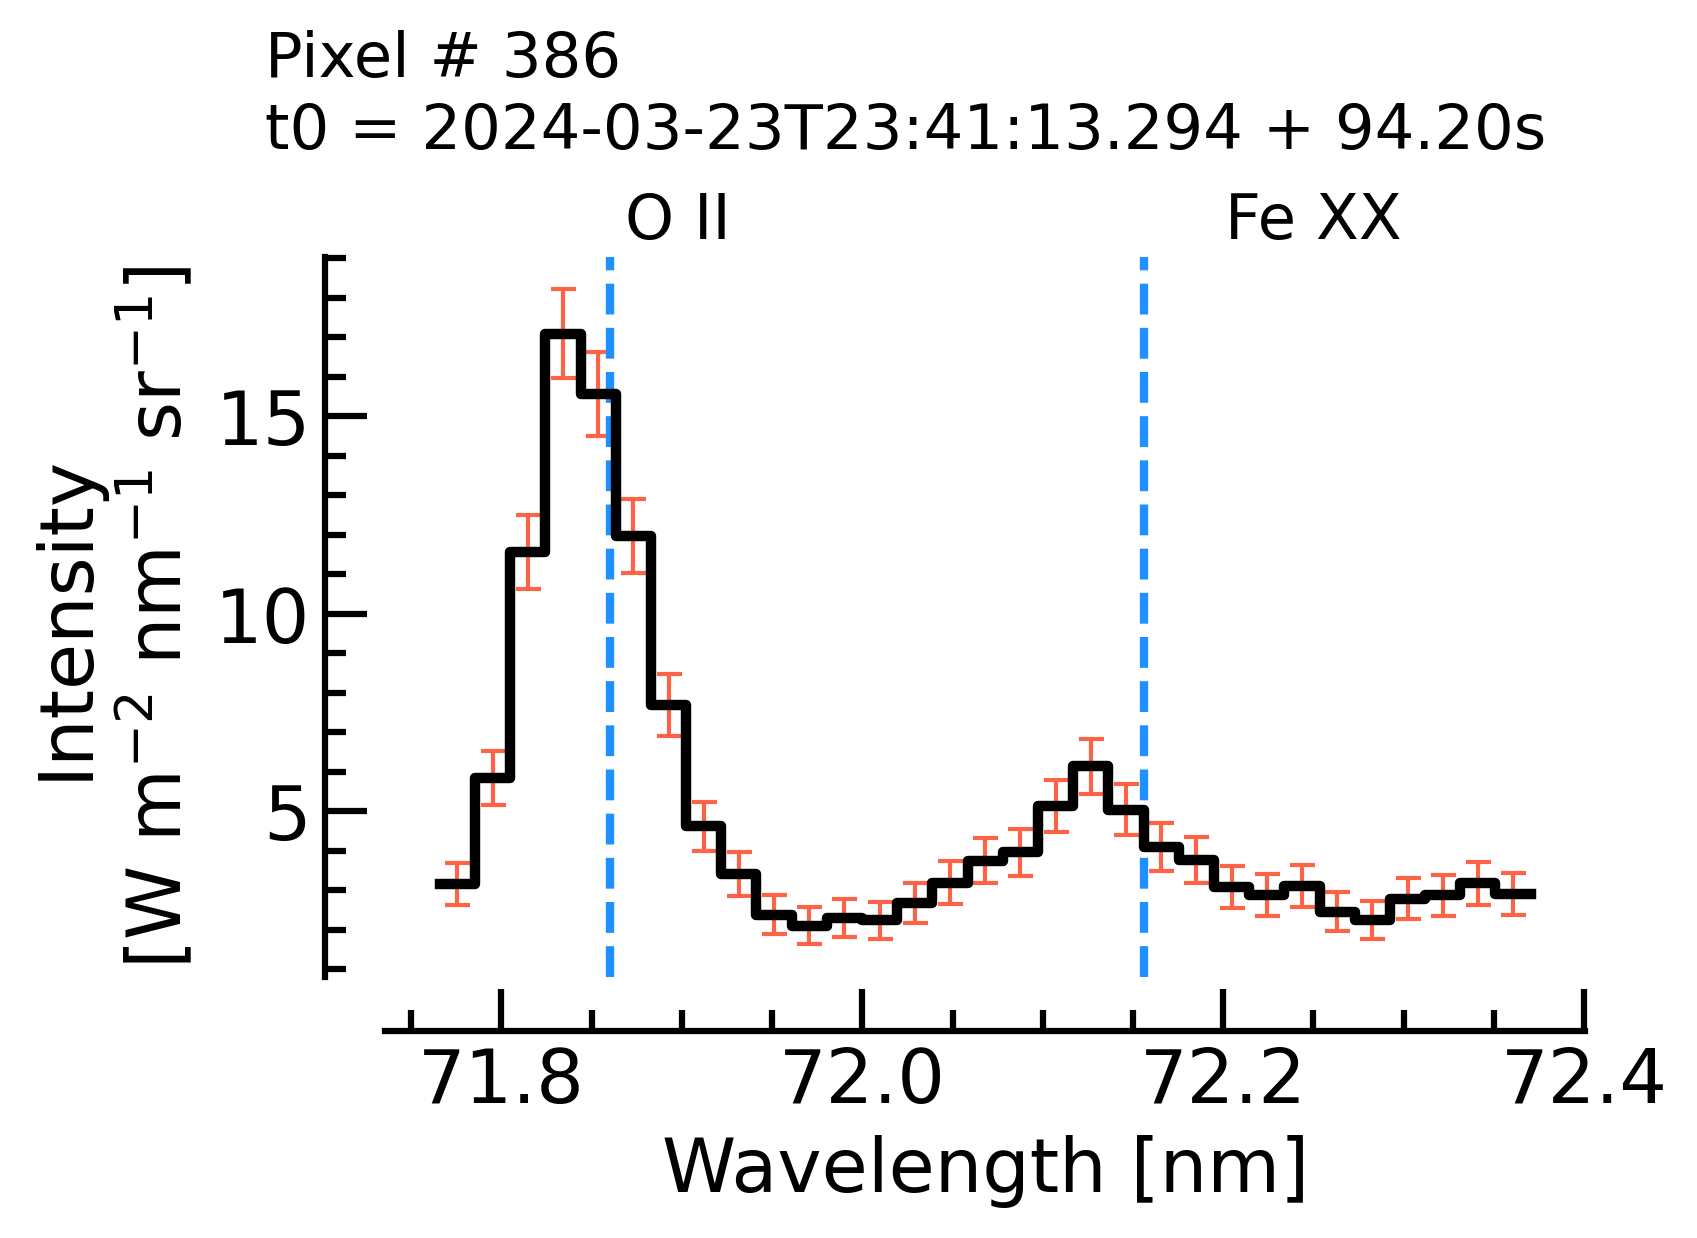 Pixel # 386
t0 = 2024-03-23T23:41:13.294 + 94.20s
O II
Fe XX
Intensity
[W m⁻² nm⁻¹ sr⁻¹]
15
10
5
71.8 72.0 72.2 72.4
Wavelength [nm]